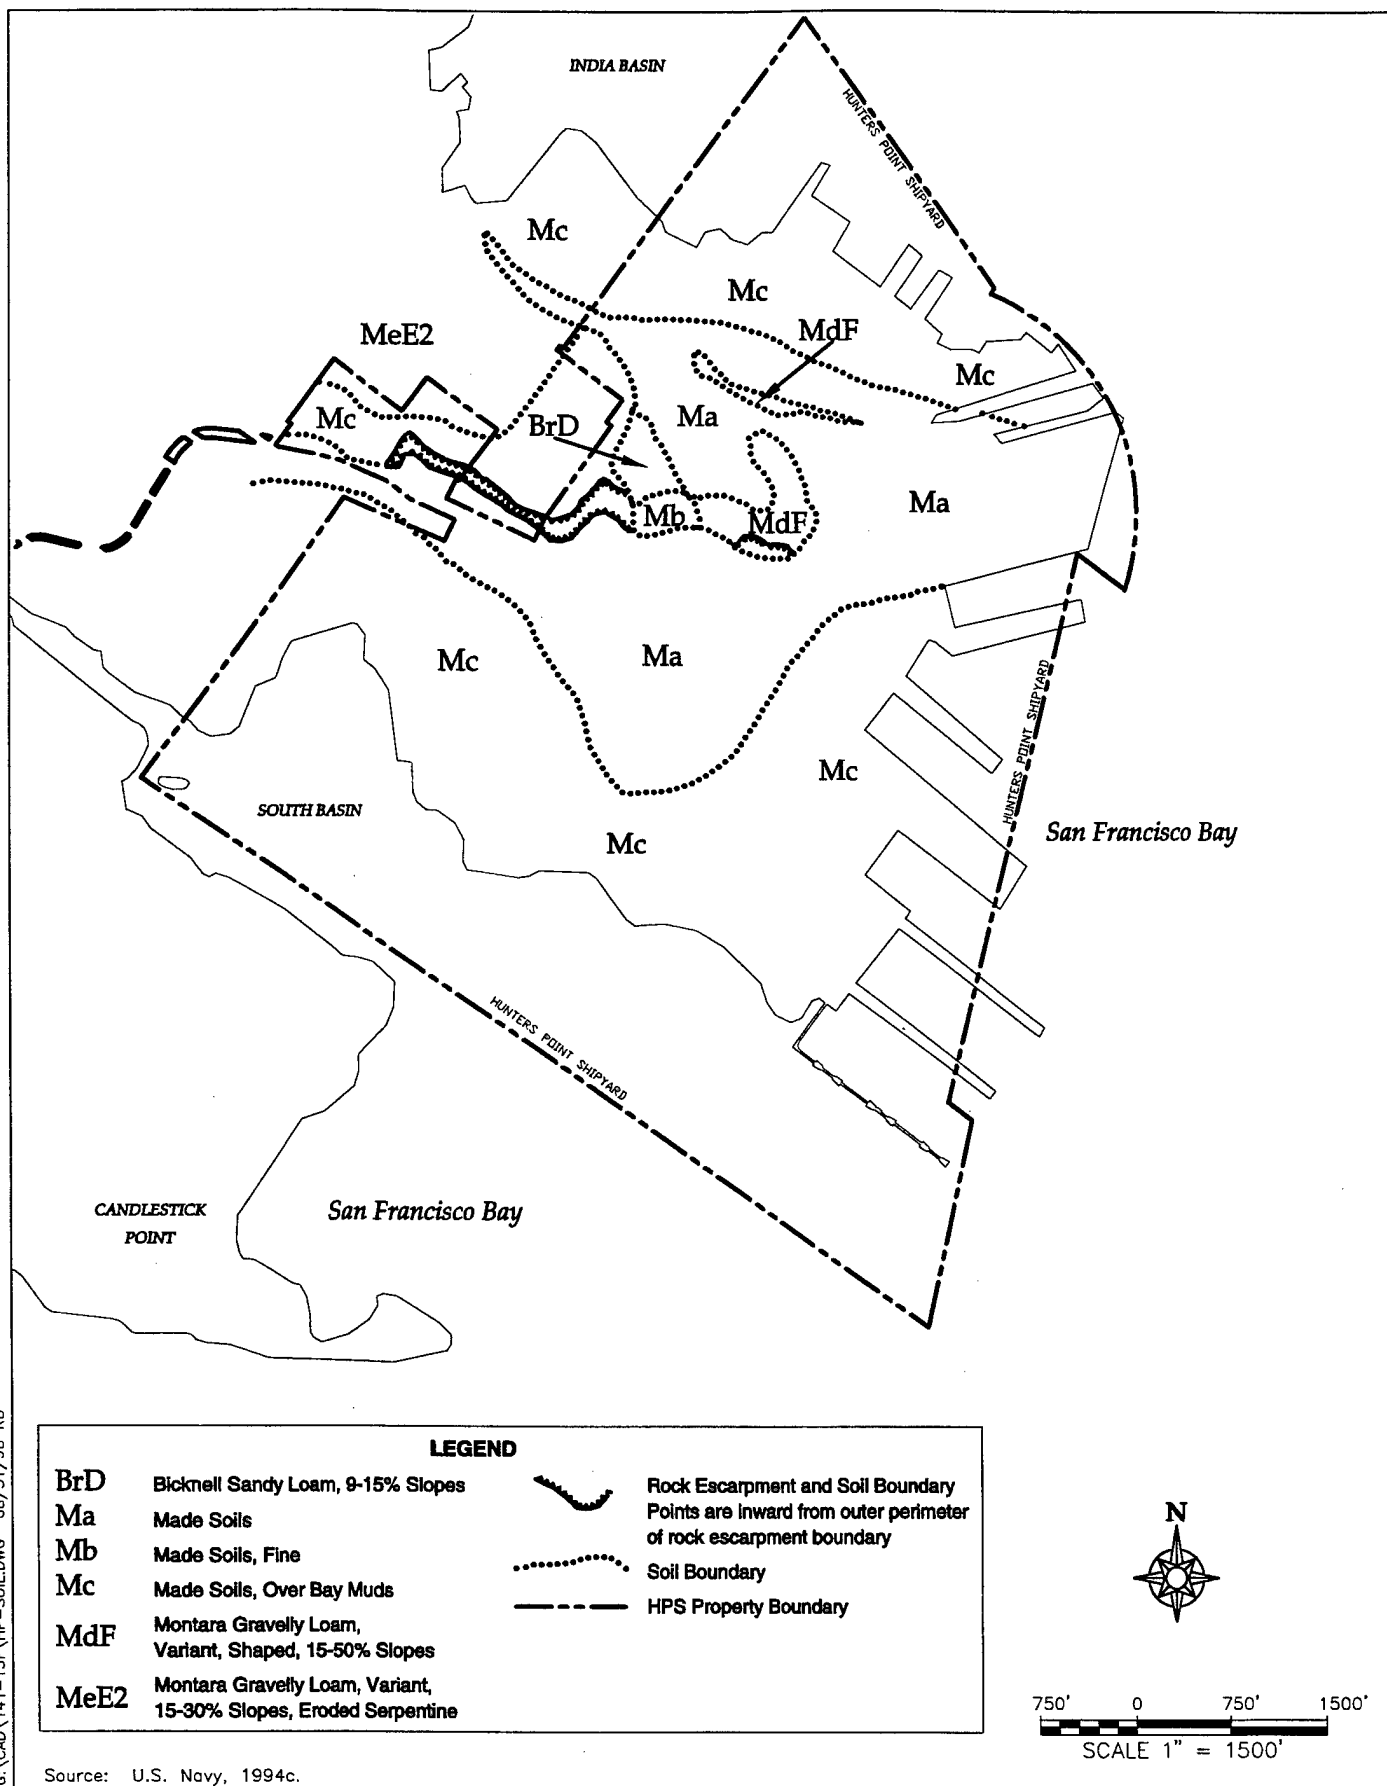 INDIA BASIN
HUNTERS POINT SHIPYARD
Mc
Mc
MdF
MeE2
Mc
Mc
Ma
BrD
Ma
Mb
MdF
Mc
Ma
HUNTERS POINT SHIPYARD
Mc
SOUTH BASIN
San Francisco Bay
Mc
HUNTERS POINT SHIPYARD
CANDLESTICK
POINT
San Francisco Bay
LEGEND
BrD Bicknell Sandy Loam, 9-15% Slopes
Ma Made Soils
Mb Made Soils, Fine
Mc Made Soils, Over Bay Muds
MdF Montara Gravelly Loam,
Variant, Shaped, 15-50% Slopes
MeE2 Montara Gravelly Loam, Variant,
15-30% Slopes, Eroded Serpentine
Rock Escarpment and Soil Boundary
Points are inward from outer perimeter
of rock escarpment boundary
Soil Boundary
HPS Property Boundary
N
750' 0 750' 1500'
SCALE 1" = 1500'
Source: U.S. Navy, 1994c.